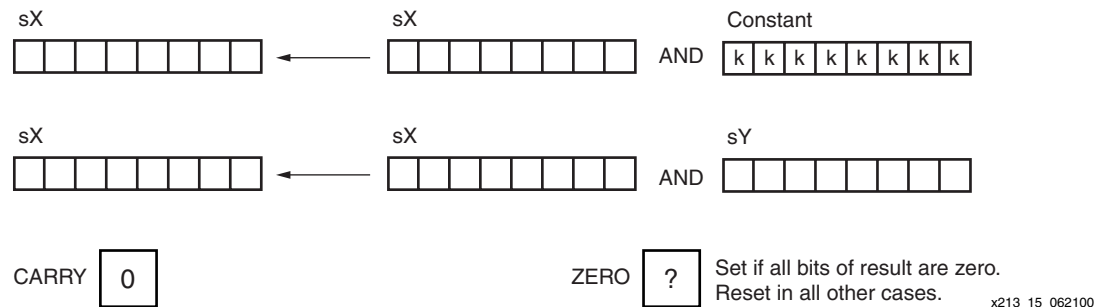 sX sX Constant
AND k k k k k k k k
sX sX sY
AND
CARRY 0 ZERO ? Set if all bits of result are zero.
Reset in all other cases.
x213_15_062100